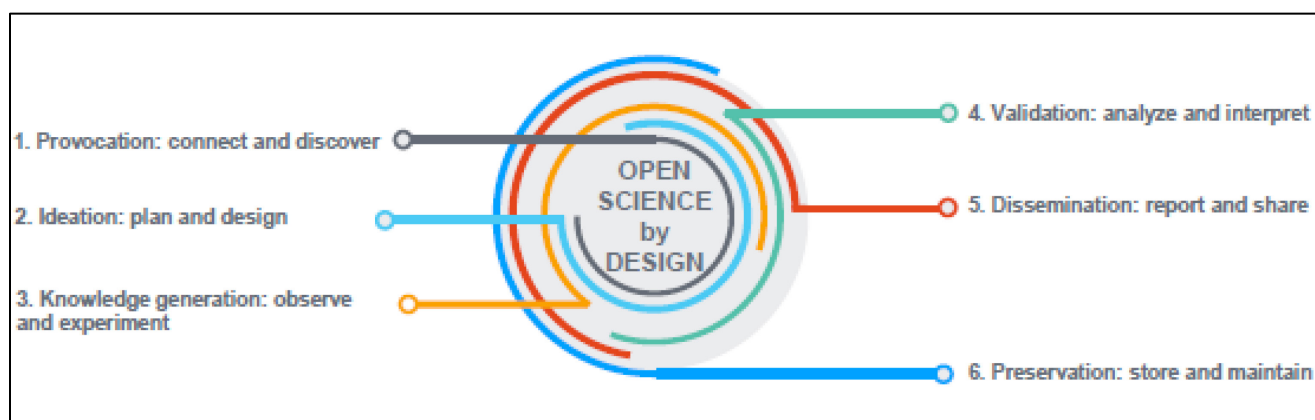 1. Provocation: connect and discover
2. Ideation: plan and design
3. Knowledge generation: observe
and experiment
OPEN
SCIENCE
by
DESIGN
4. Validation: analyze and interpret
5. Dissemination: report and share
6. Preservation: store and maintain